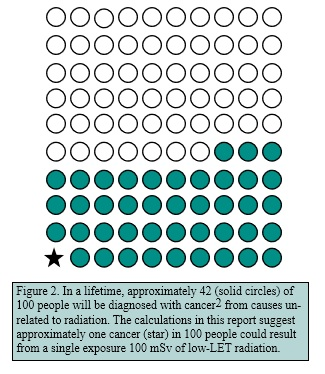 Figure 2. In a lifetime, approximately 42 (solid circles) of
100 people will be diagnosed with cancer2 from causes un-
related to radiation. The calculations in this report suggest
approximately one cancer (star) in 100 people could result
from a single exposure 100 mSv of low-LET radiation.